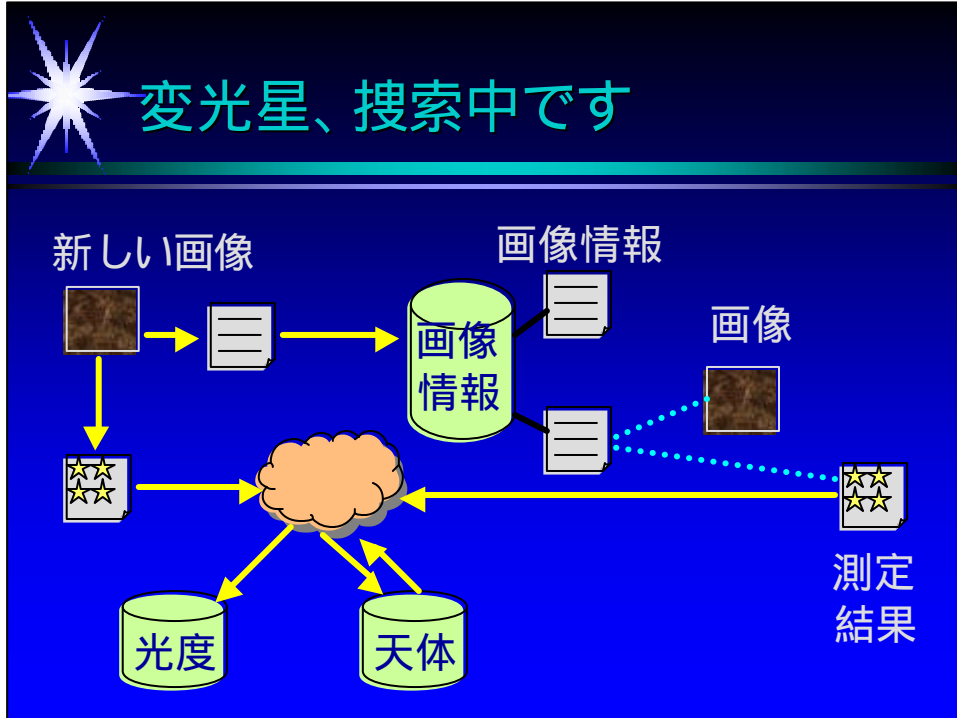 変光星、捜索中です
新しい画像
画像情報
画像
情報
画像
測定
結果
光度
天体